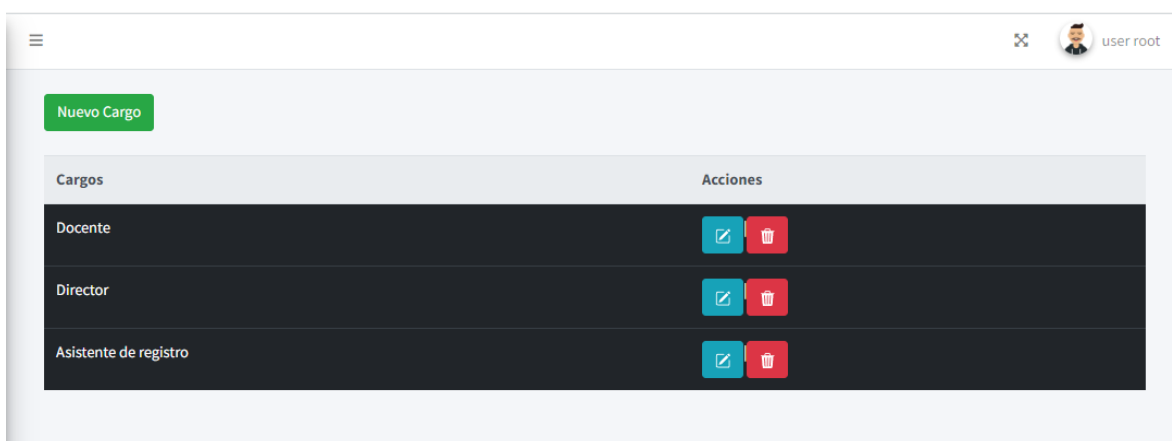 user root
Nuevo Cargo
Cargos Acciones
Docente
Director
Asistente de registro